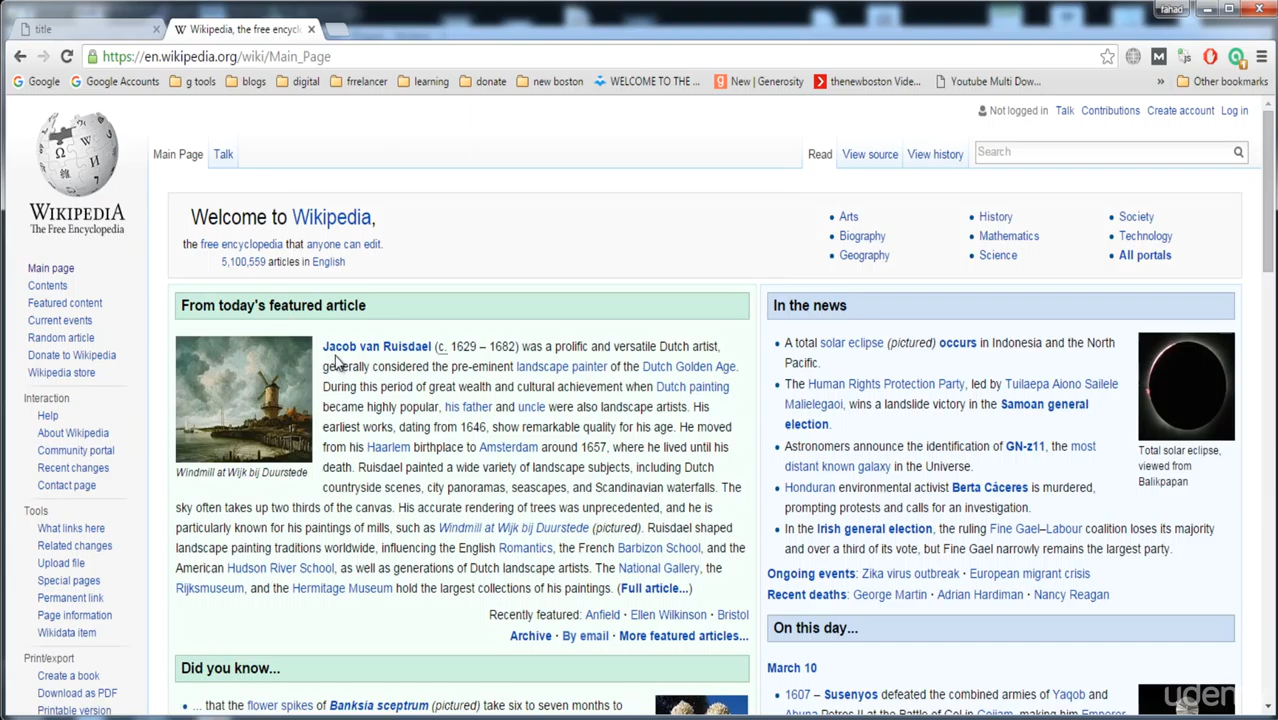 fahad
title
Wikipedia, the free encycl
https://en.wikipedia.org/wiki/Main_Page
Google Google Accounts g tools blogs digital frrelancer learning donate new boston WELCOME TO THE ... New | Generosity thenewboston Vide... Youtube Multi Dow... » Other bookmarks
Not logged in Talk Contributions Create account Log in
Main Page Talk Read View source View history Search
WIKIPEDIA
The Free Encyclopedia
Main page
Contents
Featured content
Current events
Random article
Donate to Wikipedia
Wikipedia store
Interaction
Help
About Wikipedia
Community portal
Recent changes
Contact page
Tools
What links here
Related changes
Upload file
Special pages
Permanent link
Page information
Wikidata item
Print/export
Create a book
Download as PDF
Printable version
Welcome to Wikipedia,
the free encyclopedia that anyone can edit.
5,100,559 articles in English
• Arts
• Biography
• Geography
• History
• Mathematics
• Science
• Society
• Technology
• All portals
From today's featured article
Jacob van Ruisdael (c. 1629 – 1682) was a prolific and versatile Dutch artist,
generally considered the pre-eminent landscape painter of the Dutch Golden Age.
During this period of great wealth and cultural achievement when Dutch painting
became highly popular, his father and uncle were also landscape artists. His
earliest works, dating from 1646, show remarkable quality for his age. He moved
from his Haarlem birthplace to Amsterdam around 1657, where he lived until his
death. Ruisdael painted a wide variety of landscape subjects, including Dutch
countryside scenes, city panoramas, seascapes, and Scandinavian waterfalls. The
sky often takes up two thirds of the canvas. His accurate rendering of trees was unprecedented, and he is
particularly known for his paintings of mills, such as Windmill at Wijk bij Duurstede (pictured). Ruisdael shaped
landscape painting traditions worldwide, influencing the English Romantics, the French Barbizon School, and the
American Hudson River School, as well as generations of Dutch landscape artists. The National Gallery, the
Rijksmuseum, and the Hermitage Museum hold the largest collections of his paintings. (Full article...)
Windmill at Wijk bij Duurstede
Recently featured: Anfield · Ellen Wilkinson · Bristol
Archive · By email · More featured articles...
Did you know...
• ... that the flower spikes of Banksia sceptrum (pictured) take six to seven months to
In the news
• A total solar eclipse (pictured) occurs in Indonesia and the North
Pacific.
• The Human Rights Protection Party, led by Tuilaepa Aiono Sailele
Malielegaoi, wins a landslide victory in the Samoan general
election.
• Astronomers announce the identification of GN-z11, the most
distant known galaxy in the Universe.
• Honduran environmental activist Berta Cáceres is murdered,
prompting protests and calls for an investigation.
• In the Irish general election, the ruling Fine Gael–Labour coalition loses its majority
and over a third of its vote, but Fine Gael narrowly remains the largest party.
Total solar eclipse,
viewed from
Balikpapan
Ongoing events: Zika virus outbreak · European migrant crisis
Recent deaths: George Martin · Adrian Hardiman · Nancy Reagan
On this day...
March 10
• 1607 – Susenyos defeated the combined armies of Yaqob and
Abuna Petros II at the Battle of Gol in Gojjam, making him Emperor